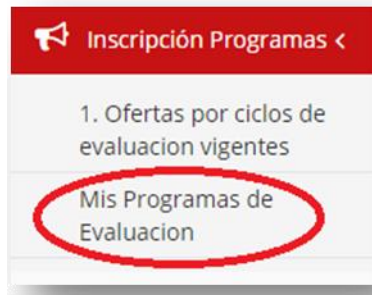 Inscripción Programas <
1. Ofertas por ciclos de
evaluacion vigentes
Mis Programas de
Evaluacion